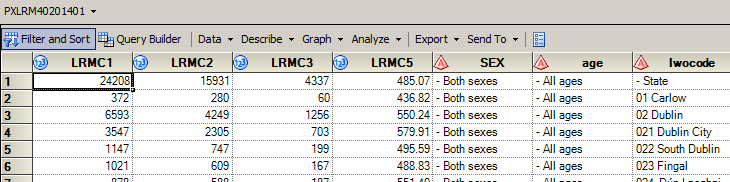 PXLRM40201401
Filter and Sort Query Builder Data Describe Graph Analyze Export Send To
LRMC1 LRMC2 LRMC3 LRMC5 SEX age lwocode
1 24208 15931 4337 485.07 - Both sexes - All ages - State
2 372 280 60 436.82 - Both sexes - All ages 01 Carlow
3 6593 4249 1256 550.24 - Both sexes - All ages 02 Dublin
4 3547 2305 703 579.91 - Both sexes - All ages 021 Dublin City
5 1147 747 199 495.59 - Both sexes - All ages 022 South Dublin
6 1021 609 167 488.83 - Both sexes - All ages 023 Fingal